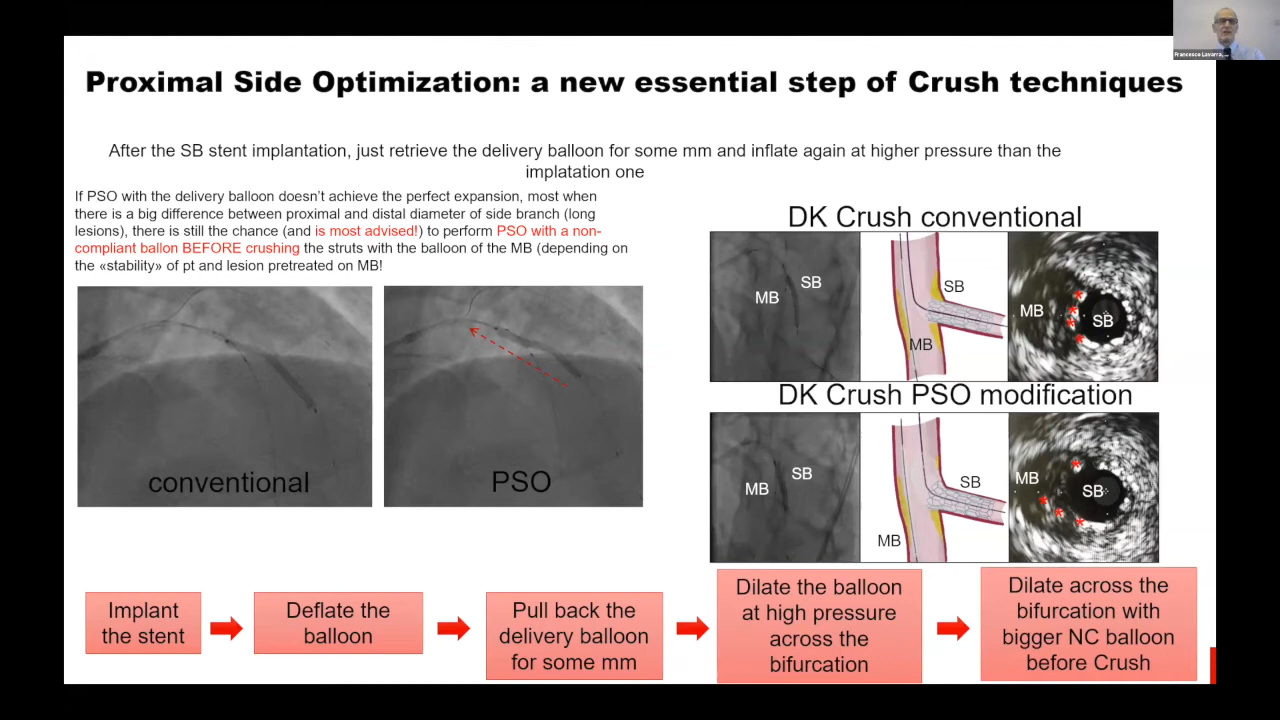 Francesco Lavarra, ...
Proximal Side Optimization: a new essential step of Crush techniques
After the SB stent implantation, just retrieve the delivery balloon for some mm and inflate again at higher pressure than the
implatation one
If PSO with the delivery balloon doesn't achieve the perfect expansion, most when
there is a big difference between proximal and distal diameter of side branch (long
lesions), there is still the chance (and is most advised!) to perform PSO with a non-
compliant ballon BEFORE crushing the struts with the balloon of the MB (depending on
the «stability» of pt and lesion pretreated on MB!
conventional
PSO
DK Crush conventional
MB
SB
SB
MB
MB
SB
DK Crush PSO modification
MB
SB
SB
MB
MB
SB
Implant
the stent
Deflate the
balloon
Pull back the
delivery balloon
for some mm
Dilate the balloon
at high pressure
across the
bifurcation
Dilate across the
bifurcation with
bigger NC balloon
before Crush